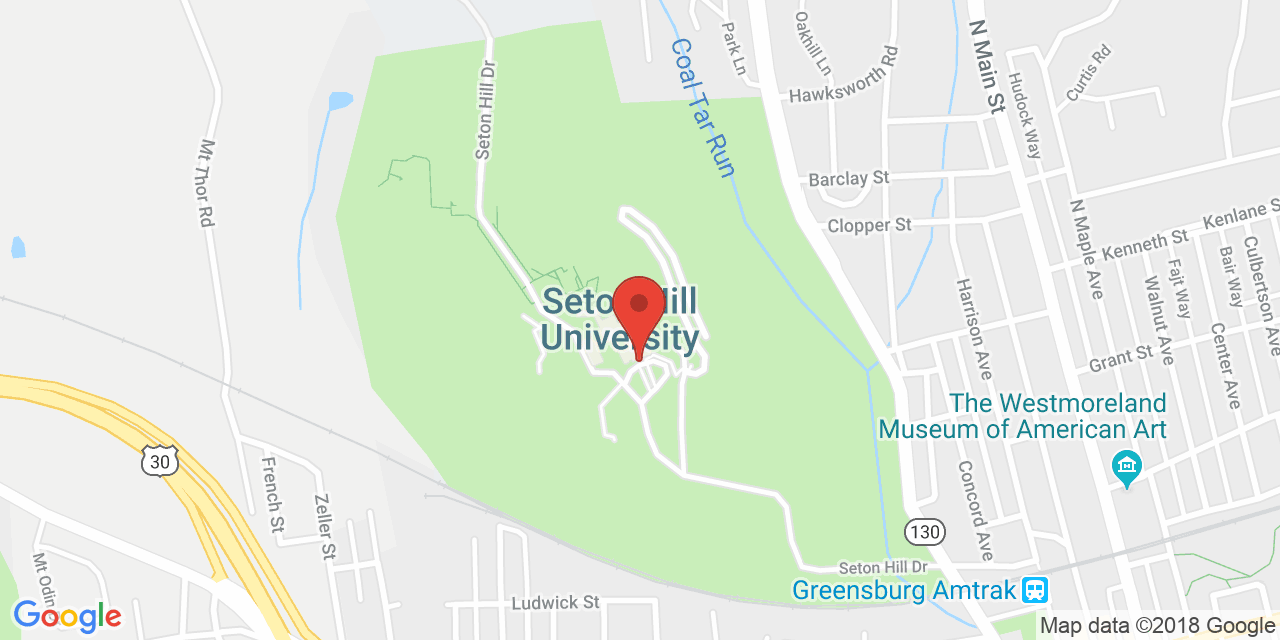 Seton Hill Dr
Coal Tar Run
Park Ln
Oakhill Ln
Hawksworth Rd
N Main St
Hudock Way
Curtis Rd
Mt Thor Rd
Barclay St
Clopper St
N Maple Ave
Kenneth St
Kenlane S
Fajt Way
Bair Way
Culbertson Ave
Walnut Ave
Harrison Ave
Center Ave
Grant St
Seton Hill
University
The Westmoreland
Museum of American Art
30
French St
Zeller St
Concord Ave
130
Mt Odin
Seton Hill Dr
Greensburg Amtrak
Ludwick St
Google
Map data ©2018 Google